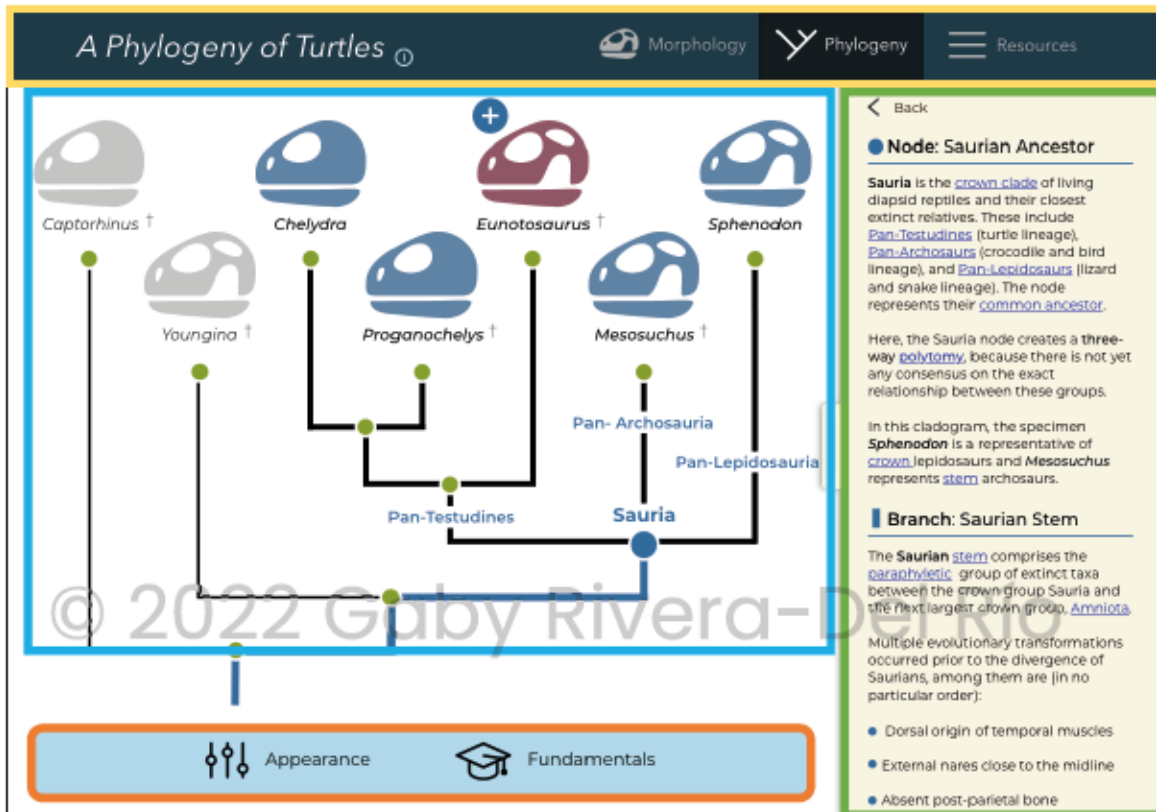 A Phylogeny of Turtles
Morphology
Phylogeny
Resources
Captorhinus †
Chelydra
Eunotosaurus †
Sphenodon
Youngina †
Proganochelys †
Mesosuchus †
Pan- Archosauria
Pan-Lepidosauria
Pan-Testudines
Sauria
Appearance
Fundamentals
Back
Node: Saurian Ancestor
Sauria is the crown clade of living
diapsid reptiles and their closest
extinct relatives. These include
Pan-Testudines (turtle lineage),
Pan-Archosaurs (crocodile and bird
lineage), and Pan-Lepidosaurs (lizard
and snake lineage). The node
represents their common ancestor.
Here, the Sauria node creates a three-
way polytomy, because there is not yet
any consensus on the exact
relationship between these groups.
In this cladogram, the specimen
Sphenodon is a representative of
crown lepidosaurs and Mesosuchus
represents stem archosaurs.
Branch: Saurian Stem
The Saurian stem comprises the
paraphyletic group of extinct taxa
between the crown group Sauria and
the next largest crown group, Amniota.
Multiple evolutionary transformations
occurred prior to the divergence of
Saurians, among them are (in no
particular order):
Dorsal origin of temporal muscles
External nares close to the midline
Absent post-parietal bone
© 2022 Gaby Rivera-Del Río